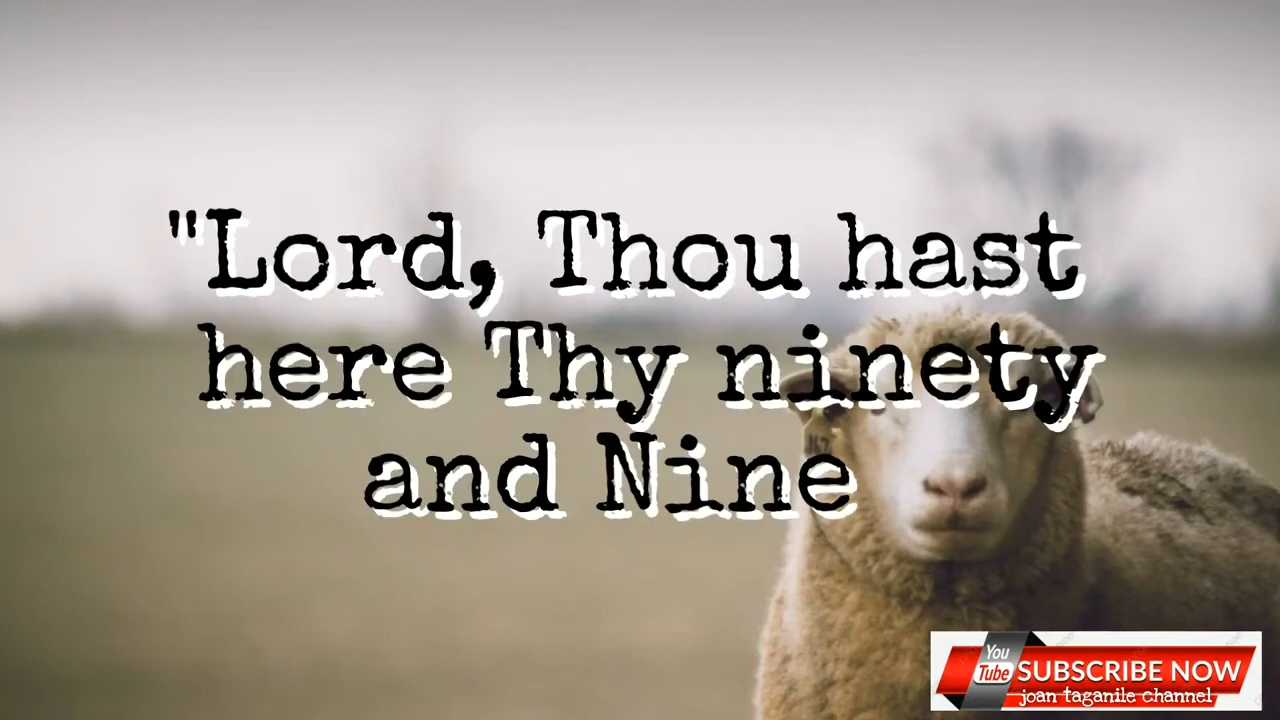 "Lord, Thou hast
here Thy ninety
and Nine
You
Tube
SUBSCRIBE NOW
joan taganile channel